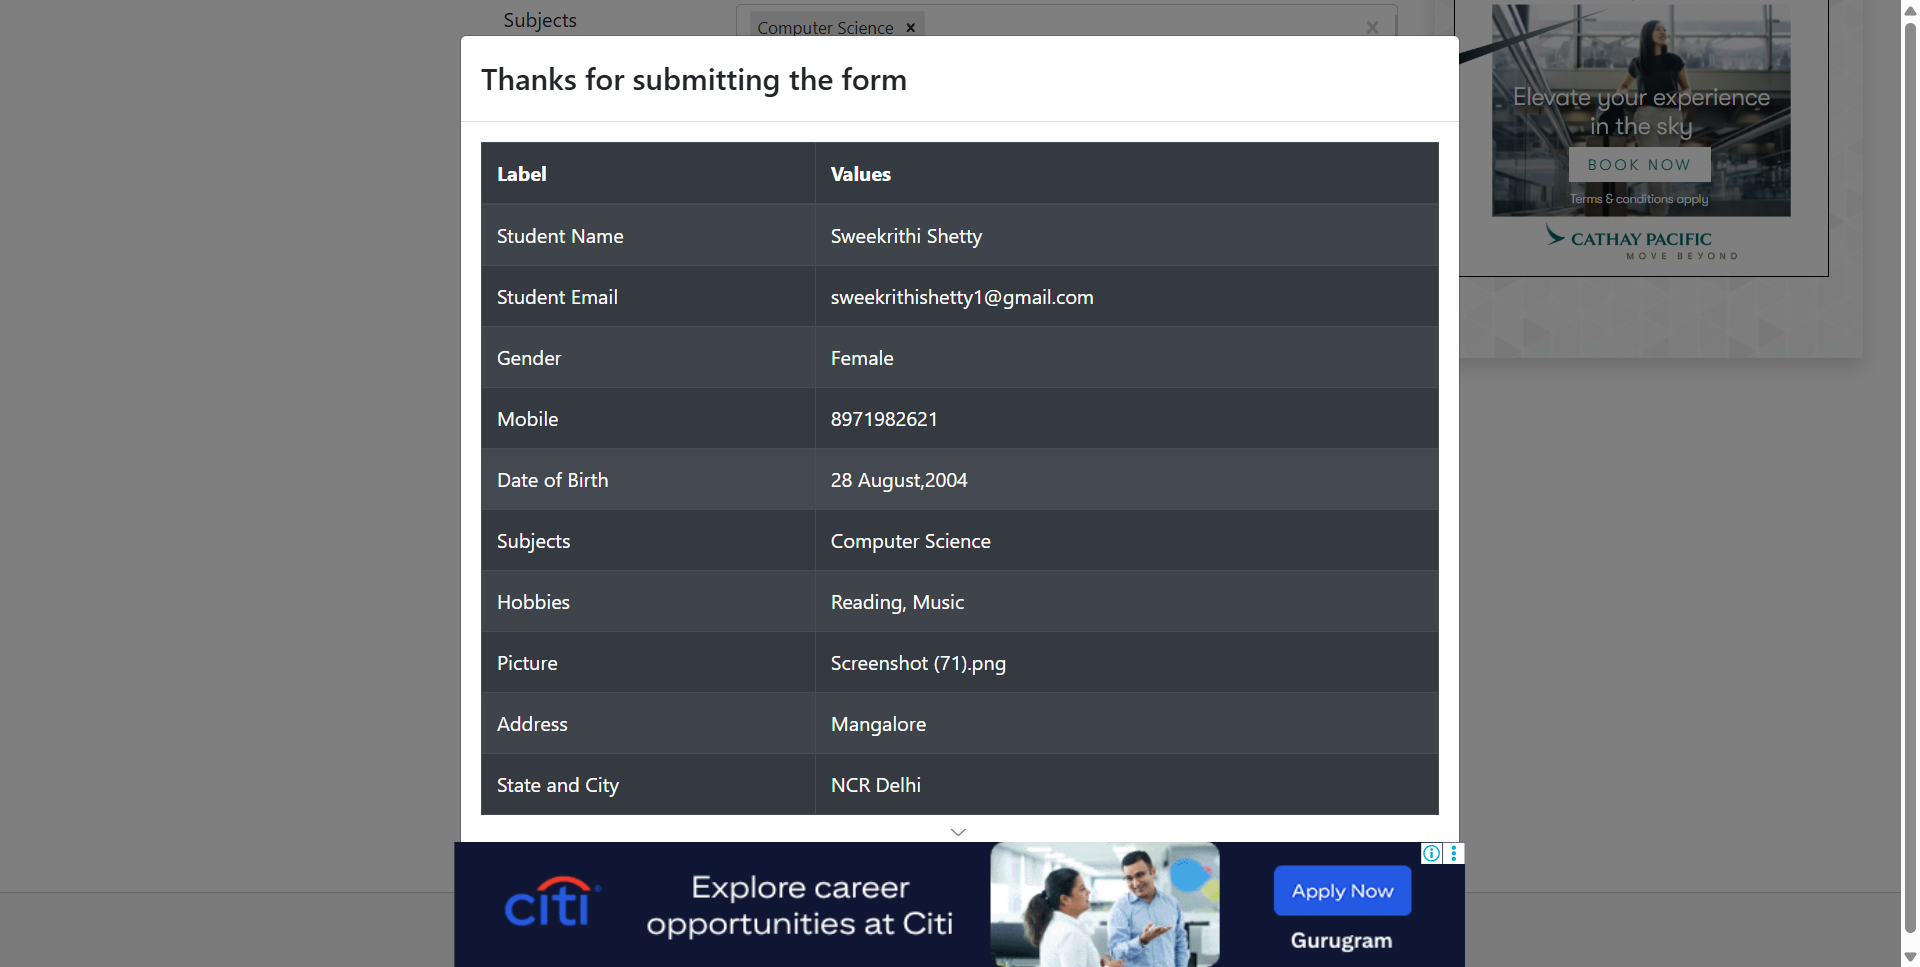 Subjects
Computer Science ×
×
Thanks for submitting the form
Label Values
Student Name Sweekrithi Shetty
Student Email sweekrithishetty1@gmail.com
Gender Female
Mobile 8971982621
Date of Birth 28 August,2004
Subjects Computer Science
Hobbies Reading, Music
Picture Screenshot (71).png
Address Mangalore
State and City NCR Delhi
Elevate your experience
in the sky
BOOK NOW
Terms & conditions apply
CATHAY PACIFIC
MOVE BEYOND
citi
Explore career
opportunities at Citi
Apply Now
Gurugram